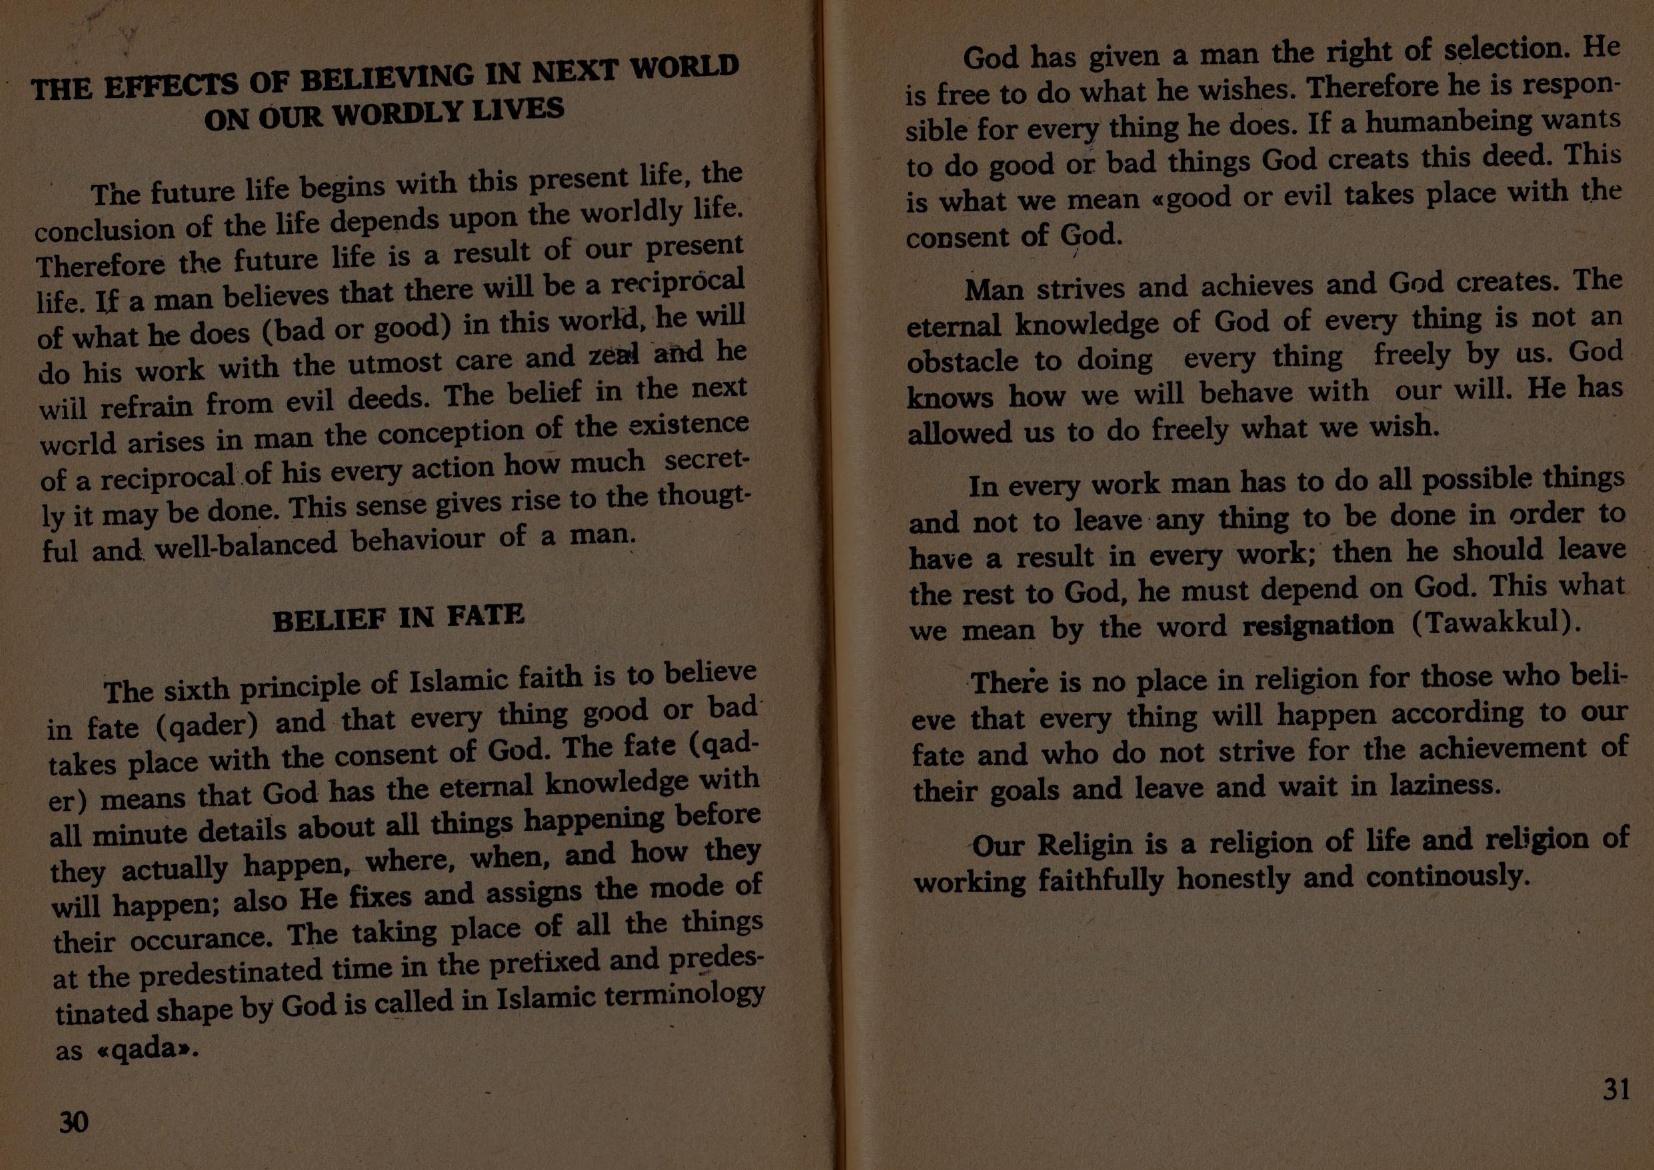 THE EFFECTS OF BELIEVING IN NEXT WORLD
ON OUR WORDLY LIVES
The future life begins with this present life, the
conclusion of the life depends upon the worldly life.
Therefore the future life is a result of our present
life. If a man believes that there will be a reciprocal
of what he does (bad or good) in this world, he will
do his work with the utmost care and zeal and he
will refrain from evil deeds. The belief in the next
world arises in man the conception of the existence
of a reciprocal of his every action how much secret-
ly it may be done. This sense gives rise to the thougt-
ful and well-balanced behaviour of a man.
BELIEF IN FATE
The sixth principle of Islamic faith is to believe
in fate (qader) and that every thing good or bad
takes place with the consent of God. The fate (qad-
er) means that God has the eternal knowledge with
all minute details about all things happening before
they actually happen, where, when, and how they
will happen; also He fixes and assigns the mode of
their occurance. The taking place of all the things
at the predestinated time in the prefixed and predes-
tinated shape by God is called in Islamic terminology
as «qada».
30
God has given a man the right of selection. He
is free to do what he wishes. Therefore he is respon-
sible for every thing he does. If a humanbeing wants
to do good or bad things God creats this deed. This
is what we mean «good or evil takes place with the
consent of God.
Man strives and achieves and God creates. The
eternal knowledge of God of every thing is not an
obstacle to doing every thing freely by us. God
knows how we will behave with our will. He has
allowed us to do freely what we wish.
In every work man has to do all possible things
and not to leave any thing to be done in order to
have a result in every work; then he should leave
the rest to God, he must depend on God. This what
we mean by the word resignation (Tawakkul).
There is no place in religion for those who beli-
eve that every thing will happen according to our
fate and who do not strive for the achievement of
their goals and leave and wait in laziness.
Our Religin is a religion of life and religion of
working faithfully honestly and continously.
31